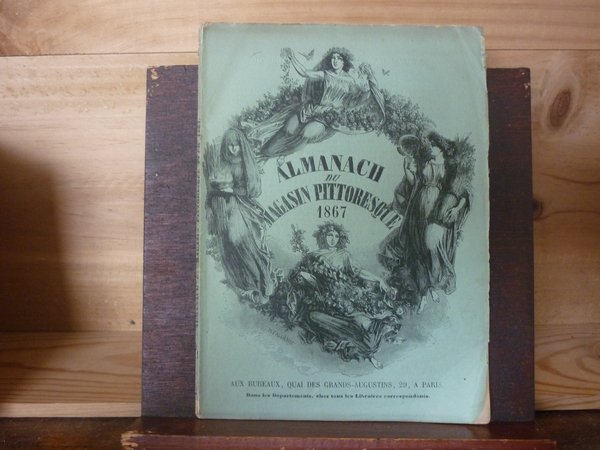 ALMANACH
DU
MAGASIN PITTORESQUE
1867
AUX BUREAUX, QUAI DES GRANDS-AUGUSTINS, 29, A PARIS.
Dans les Départements, chez tous les Libraires correspondants.